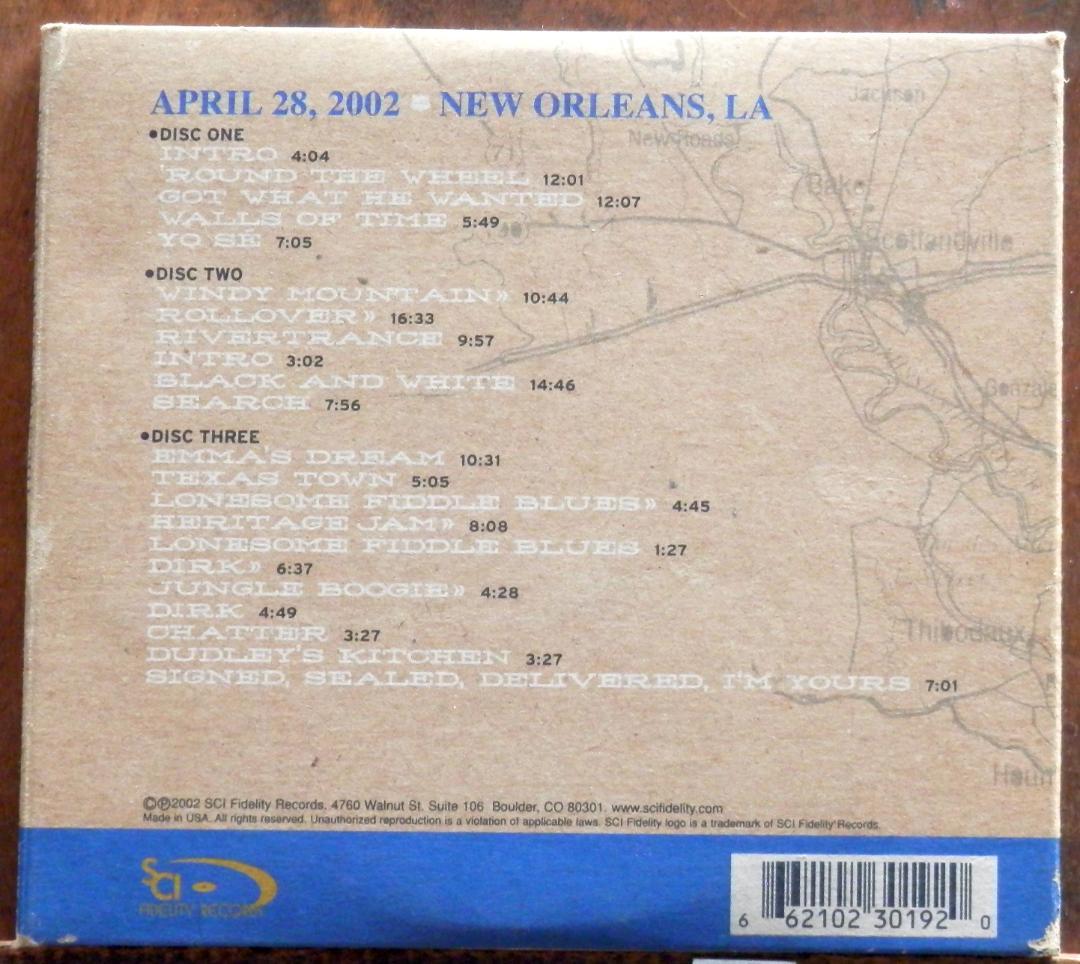 APRIL 28, 2002 • NEW ORLEANS, LA
•DISC ONE
INTRO 4:04
'ROUND THE WHEEL 12:01
GOT WHAT HE WANTED 12:07
WALLS OF TIME 5:49
YO SÉ 7:05
•DISC TWO
WINDY MOUNTAIN» 10:44
ROLLOVER» 16:33
RIVERTRANCE 9:57
INTRO 3:02
BLACK AND WHITE 14:46
SEARCH 7:56
•DISC THREE
EMMA'S DREAM 10:31
TEXAS TOWN 5:05
LONESOME FIDDLE BLUES» 4:45
HERITAGE JAM» 8:08
LONESOME FIDDLE BLUES 1:27
DIRK» 6:37
JUNGLE BOOGIE» 4:28
DIRK 4:49
CHATTER 3:27
DUDLEY'S KITCHEN 3:27
SIGNED, SEALED, DELIVERED, I'M YOURS 7:01
Jackson
New Roads
71
Bake
Scotlandville
Gonzale
Thibodaux
Houm
©℗2002 SCI Fidelity Records. 4760 Walnut St. Suite 106 Boulder, CO 80301. www.scifidelity.com
Made in USA. All rights reserved. Unauthorized reproduction is a violation of applicable laws. SCI Fidelity logo is a trademark of SCI Fidelity Records.
SCI
FIDELITY RECORDS
6 62102 30192 0